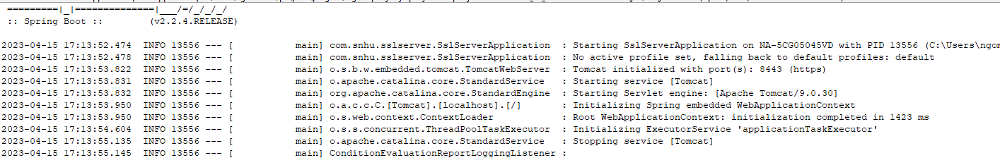 =========|_|==============|___/=/_/_/_/
:: Spring Boot ::        (v2.2.4.RELEASE)
2023-04-15 17:13:52.474  INFO 13556 --- [           main] com.snhu.sslserver.SslServerApplication  : Starting SslServerApplication on NA-5CG05045VD with PID 13556 (C:\Users\ngom
2023-04-15 17:13:52.478  INFO 13556 --- [           main] com.snhu.sslserver.SslServerApplication  : No active profile set, falling back to default profiles: default
2023-04-15 17:13:53.822  INFO 13556 --- [           main] o.s.b.w.embedded.tomcat.TomcatWebServer  : Tomcat initialized with port(s): 8443 (https)
2023-04-15 17:13:53.831  INFO 13556 --- [           main] o.apache.catalina.core.StandardService   : Starting service [Tomcat]
2023-04-15 17:13:53.832  INFO 13556 --- [           main] org.apache.catalina.core.StandardEngine  : Starting Servlet engine: [Apache Tomcat/9.0.30]
2023-04-15 17:13:53.950  INFO 13556 --- [           main] o.a.c.c.C.[Tomcat].[localhost].[/]       : Initializing Spring embedded WebApplicationContext
2023-04-15 17:13:53.950  INFO 13556 --- [           main] o.s.web.context.ContextLoader            : Root WebApplicationContext: initialization completed in 1423 ms
2023-04-15 17:13:54.604  INFO 13556 --- [           main] o.s.s.concurrent.ThreadPoolTaskExecutor  : Initializing ExecutorService 'applicationTaskExecutor'
2023-04-15 17:13:55.135  INFO 13556 --- [           main] o.apache.catalina.core.StandardService   : Stopping service [Tomcat]
2023-04-15 17:13:55.145  INFO 13556 --- [           main] ConditionEvaluationReportLoggingListener :